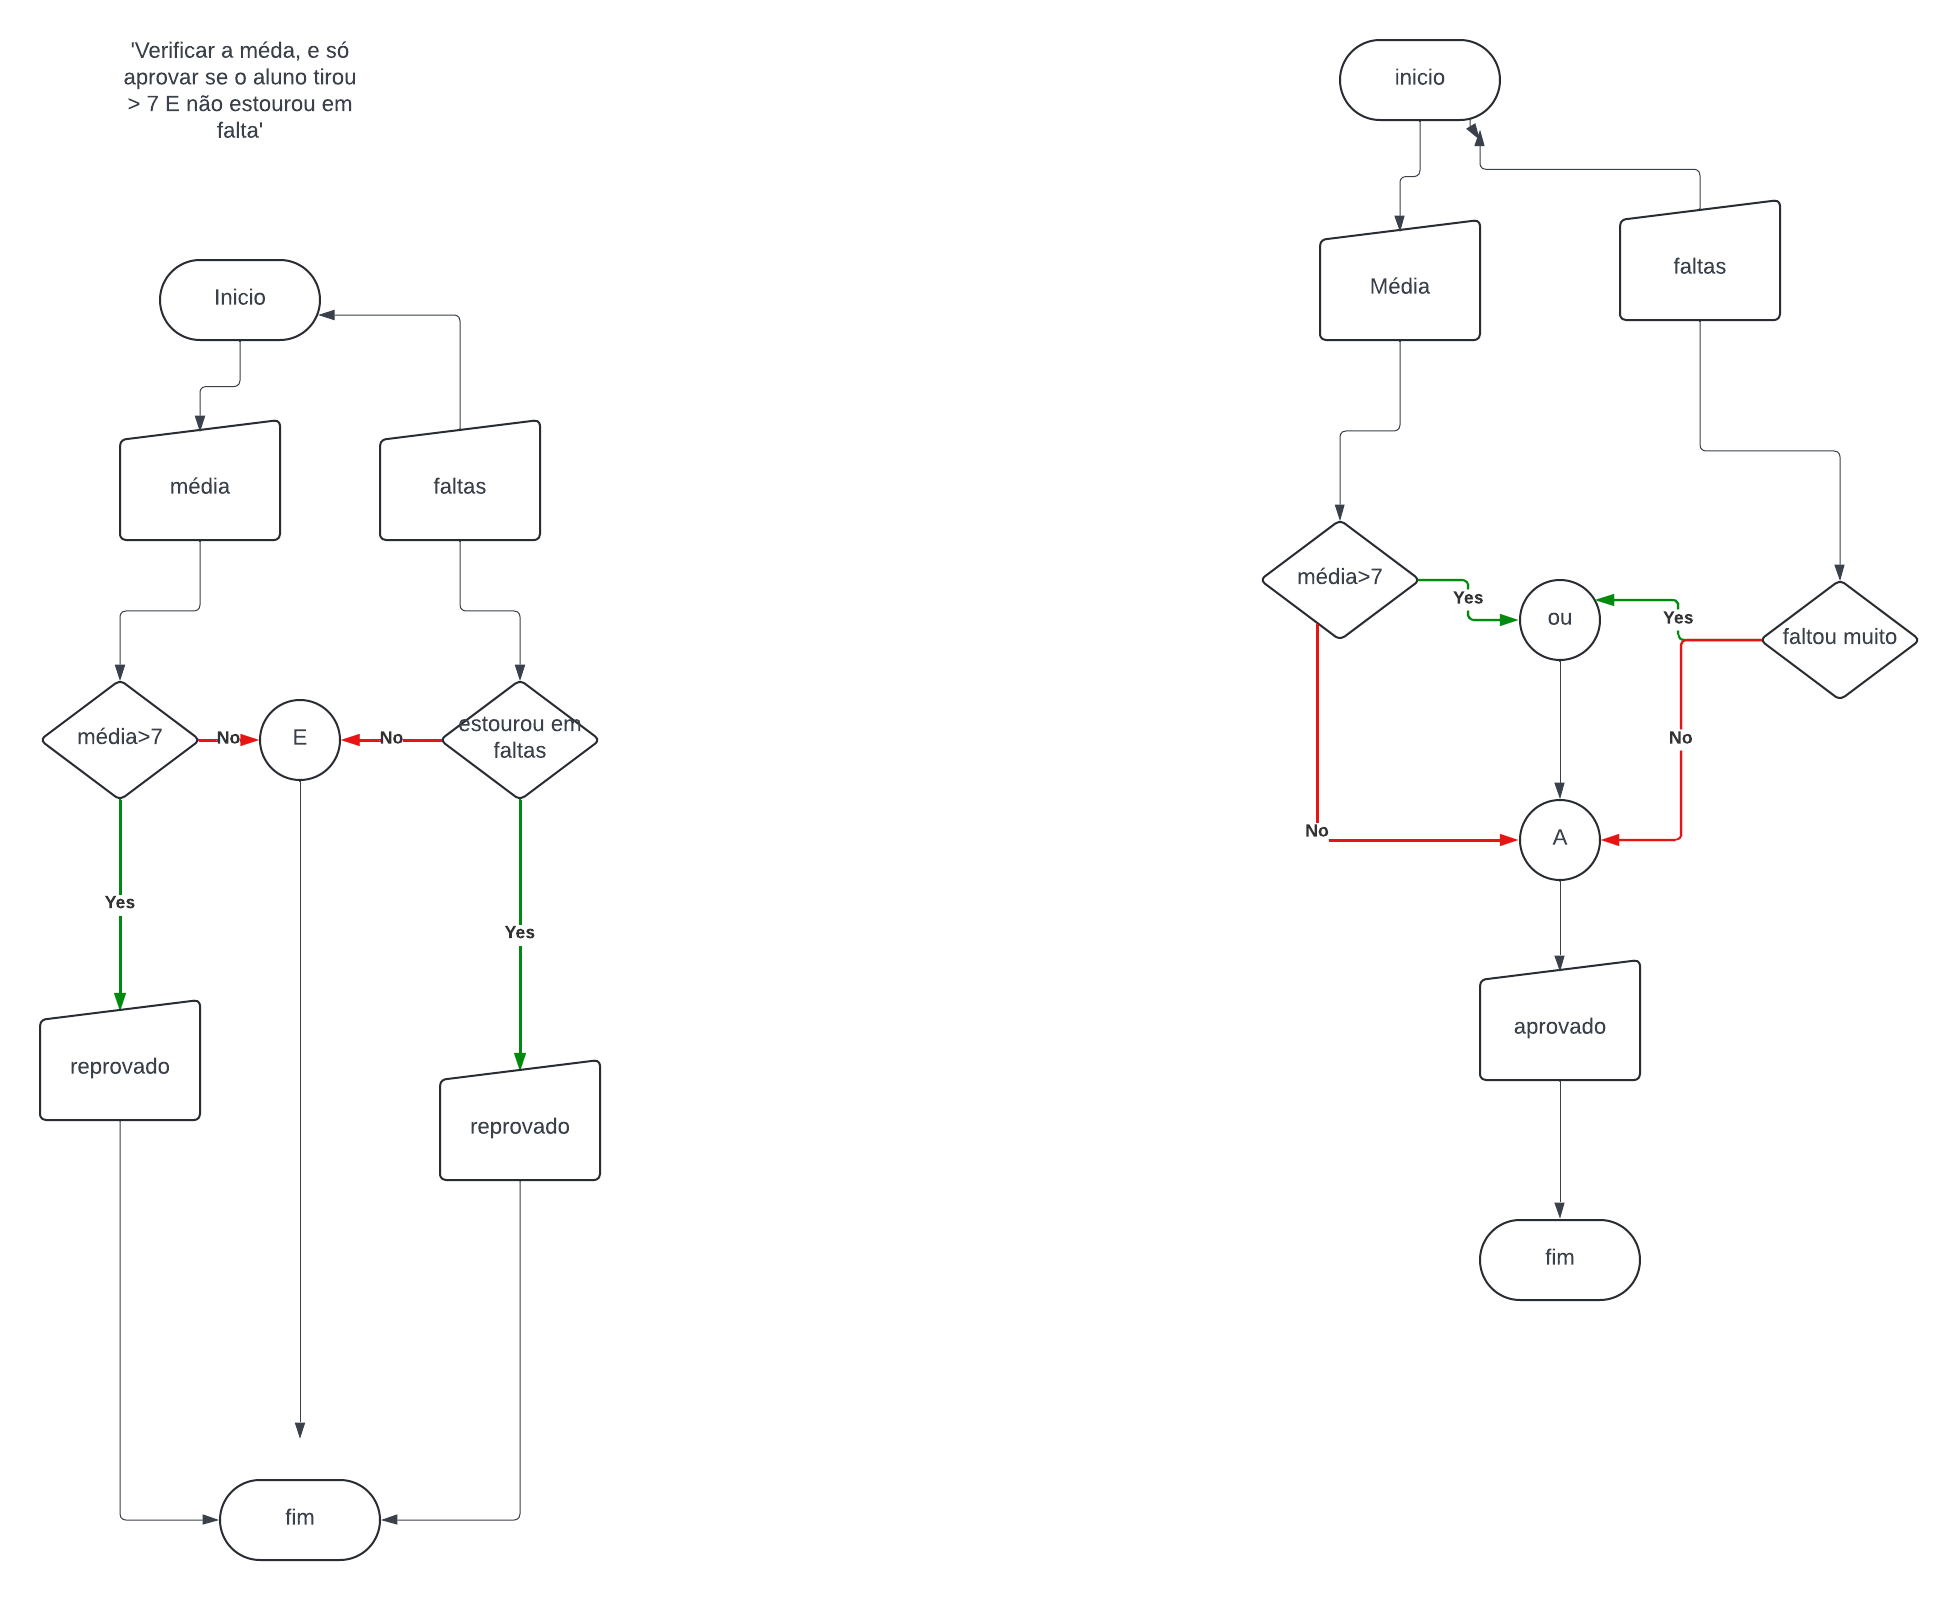 'Verificar a méda, e só
aprovar se o aluno tirou
> 7 E não estourou em
falta'
Inicio
média
faltas
média>7
No
E
No
estourou em
faltas
Yes
Yes
reprovado
reprovado
fim
inicio
Média
faltas
média>7
Yes
ou
Yes
faltou muito
No
No
A
aprovado
fim